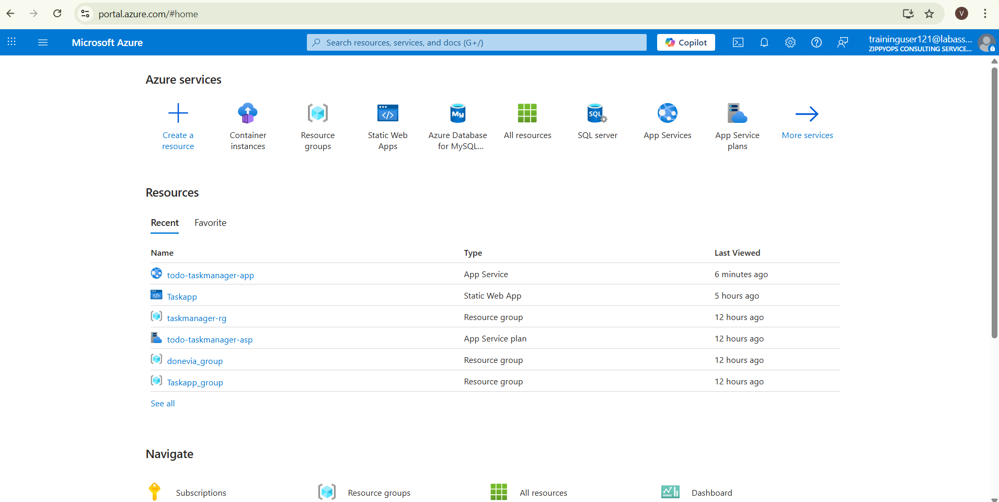 portal.azure.com/#home
V
Microsoft Azure
Search resources, services, and docs (G+/)
Copilot
traininguser121@labass...
ZIPPYOPS CONSULTING SERVICE...
Azure services
Create a
resource
Container
instances
Resource
groups
Static Web
Apps
My
Azure Database
for MySQL...
All resources
SQL
SQL server
App Services
App Service
plans
More services
Resources
Recent
Favorite
Name Type Last Viewed
todo-taskmanager-app App Service 6 minutes ago
Taskapp Static Web App 5 hours ago
taskmanager-rg Resource group 12 hours ago
todo-taskmanager-asp App Service plan 12 hours ago
donevia_group Resource group 12 hours ago
Taskapp_group Resource group 12 hours ago
See all
Navigate
Subscriptions
Resource groups
All resources
Dashboard